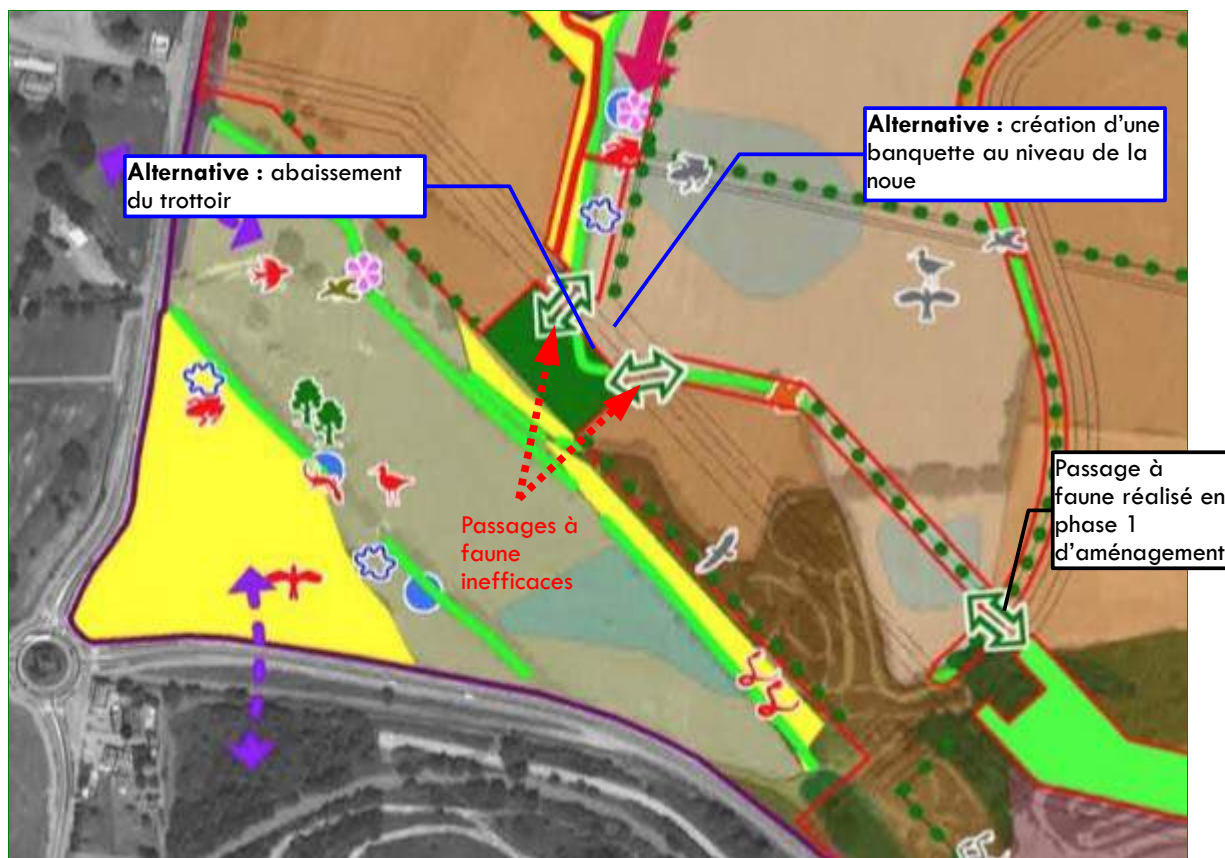 Alternative : abaissement
du trottoir
Alternative : création d'une
banquette au niveau de la
noue
Passages à
faune
inefficaces
Passage à
faune réalisé en
phase 1
d'aménagement